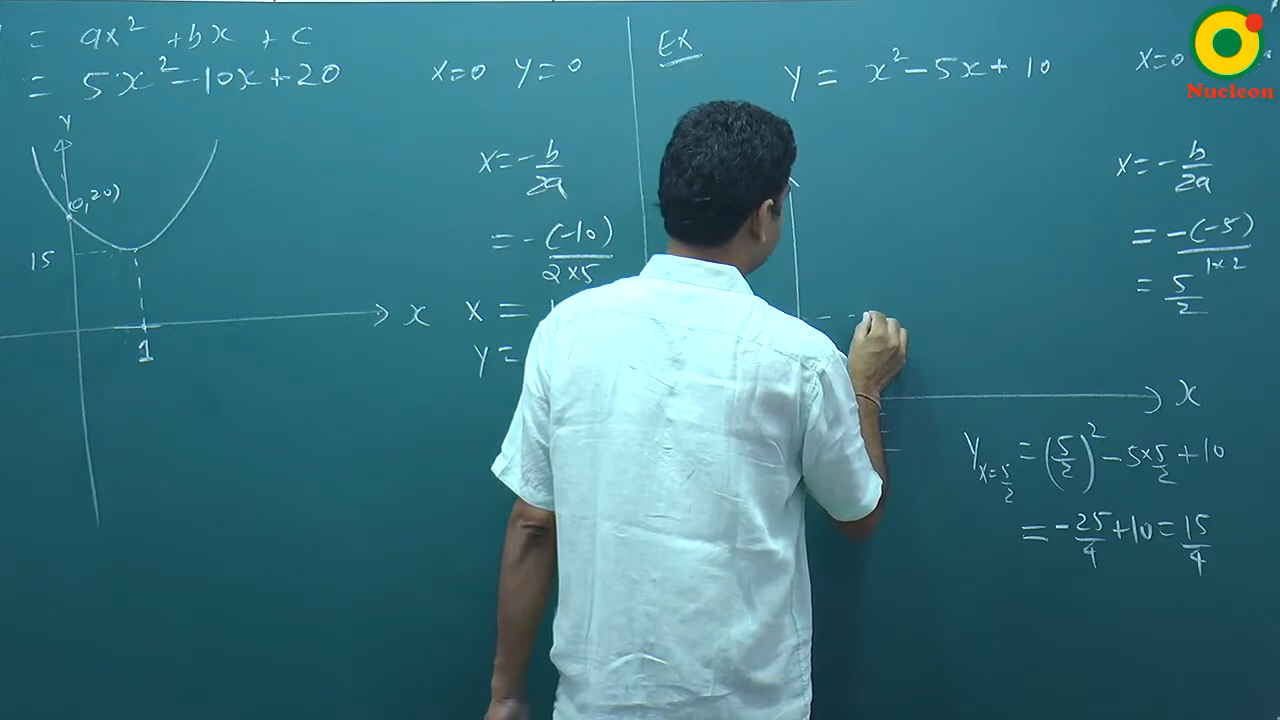 = ax² + bx + c
= 5x² - 10x + 20
x=0 y=0
y
(0,20)
15
1
x
x = -b/2a
= -(-10)/2×5
x =
y =
Ex
y = x² - 5x + 10
x=0
x = -b/2a
= -(-5)/1×2
= 5/2
x
y x=5/2 = (5/2)² - 5×5/2 + 10
= -25/4 + 10 = 15/4
Nucleon